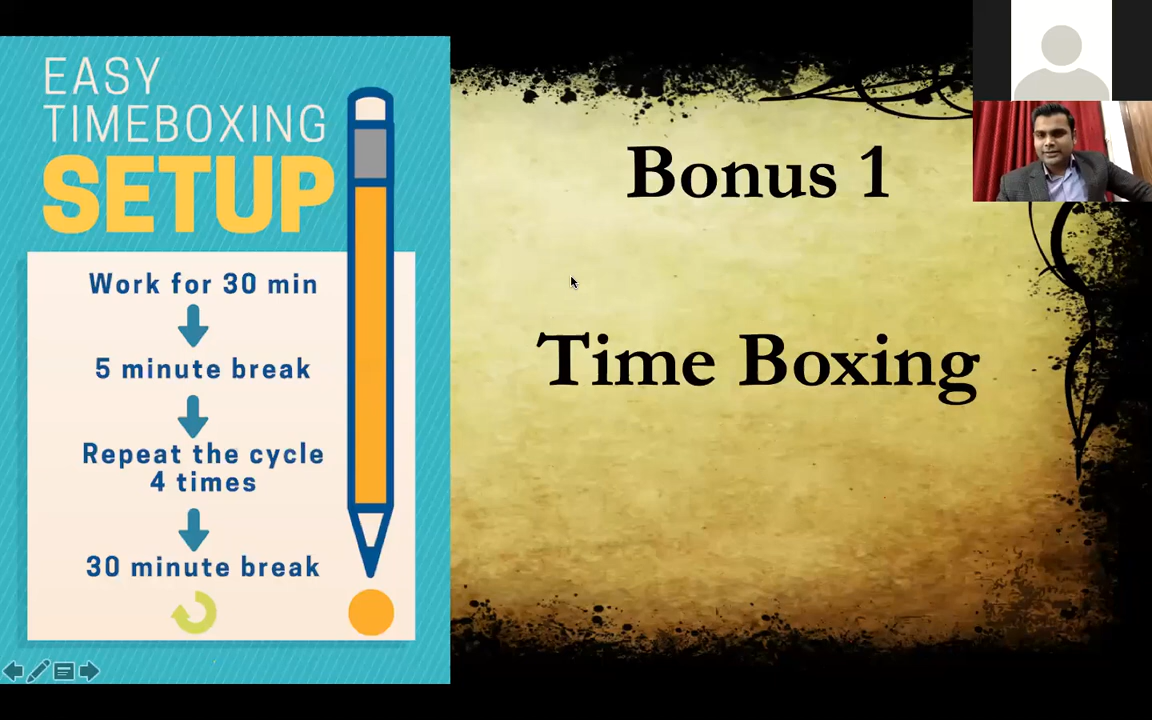 EASY
TIMEBOXING
SETUP
Work for 30 min
5 minute break
Repeat the cycle
4 times
30 minute break
Bonus 1
Time Boxing